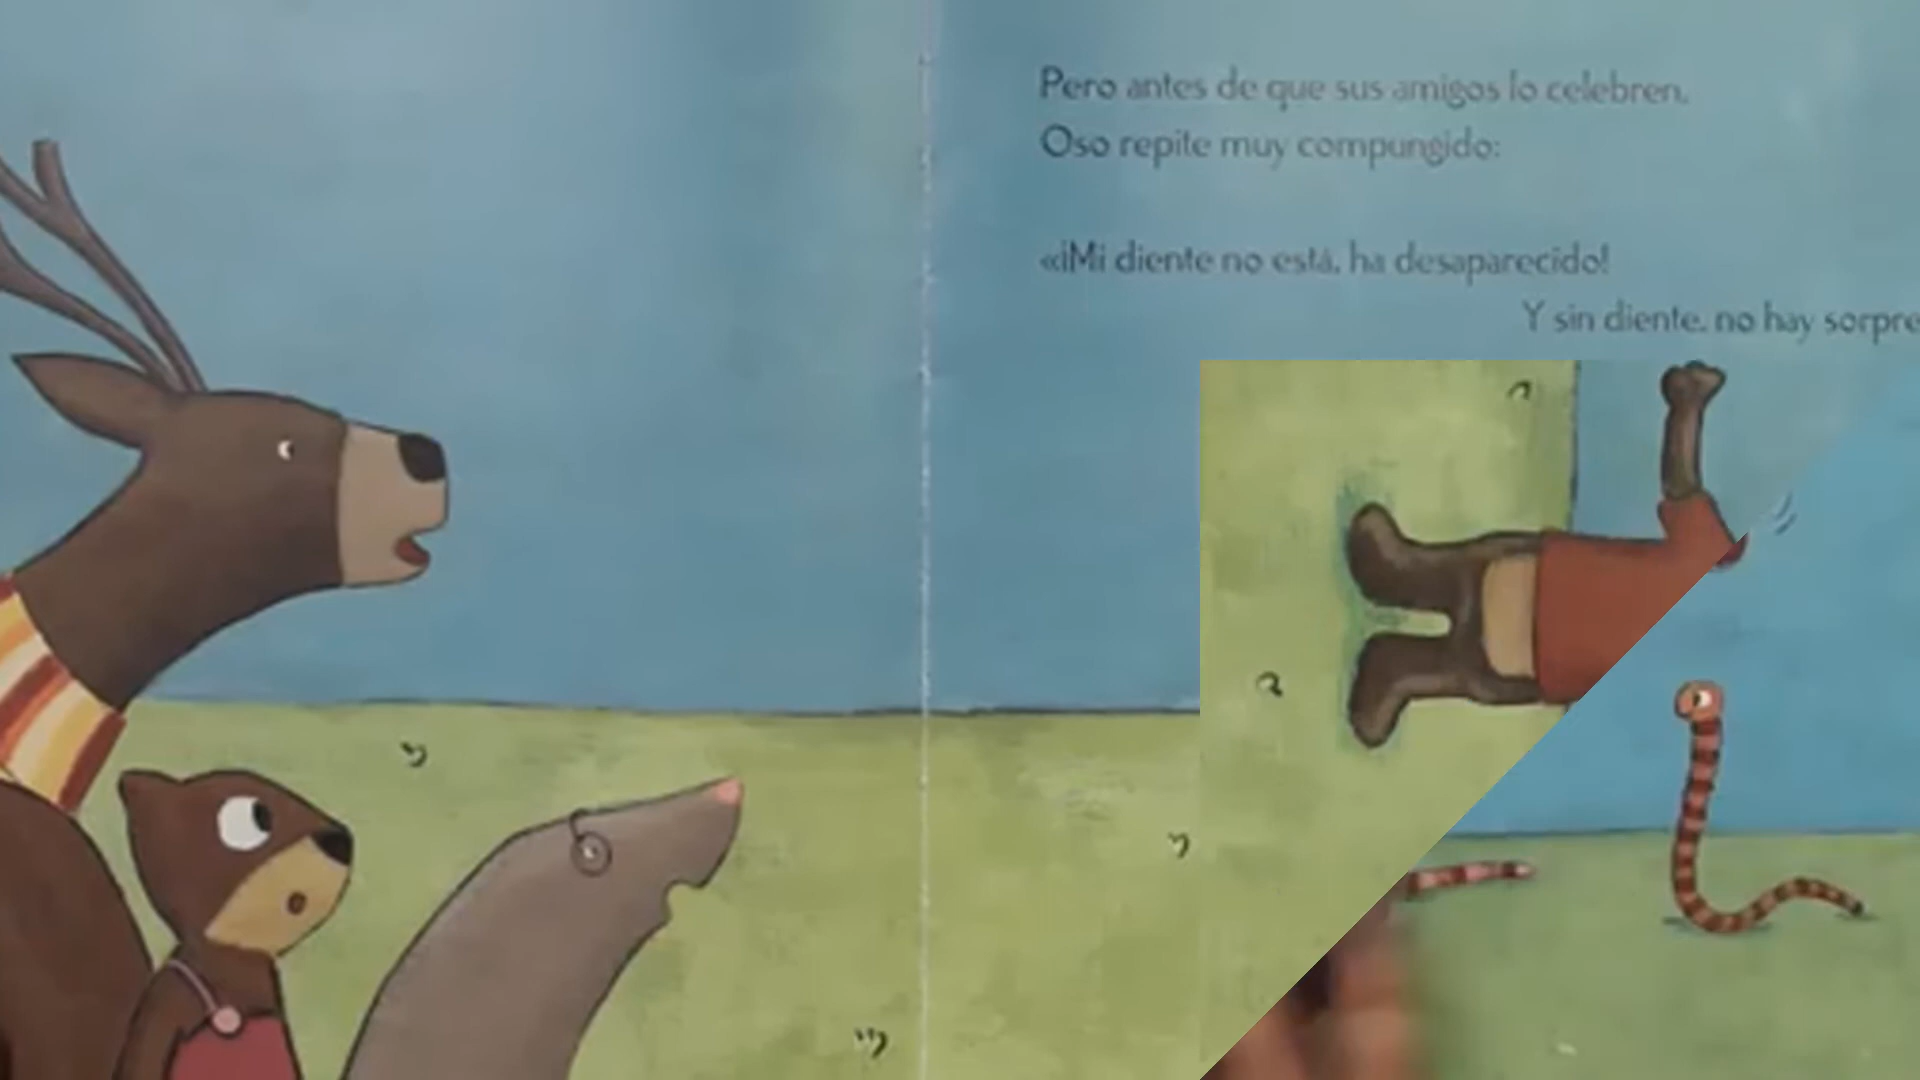 Pero antes de que sus amigos lo celebren,
Oso repite muy compungido:
«¡Mi diente no está, ha desaparecido!
Y sin diente, no hay sorpre